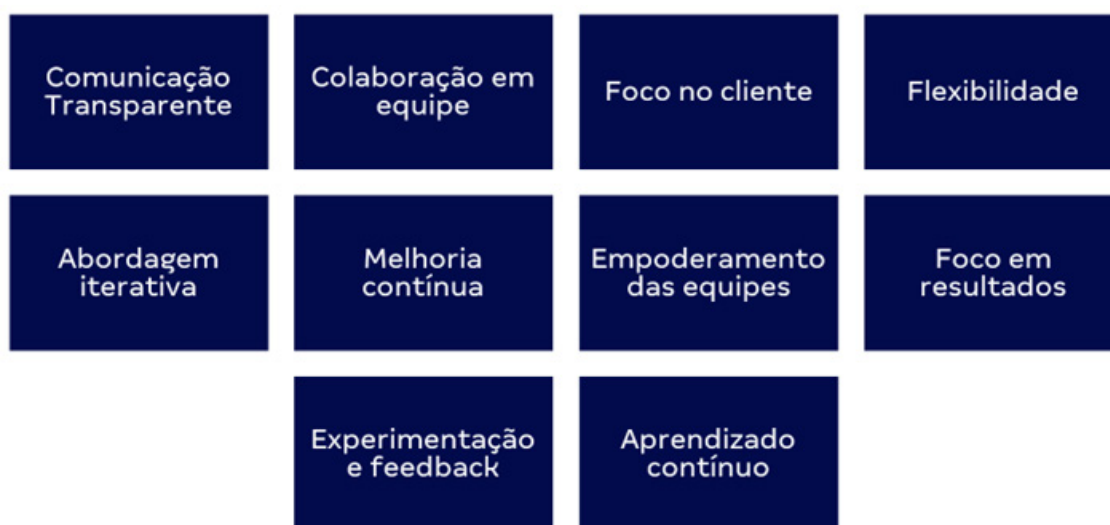 Comunicação
Transparente
Colaboração em
equipe
Foco no cliente
Flexibilidade
Abordagem
iterativa
Melhoria
contínua
Empoderamento
das equipes
Foco em
resultados
Experimentação
e feedback
Aprendizado
contínuo